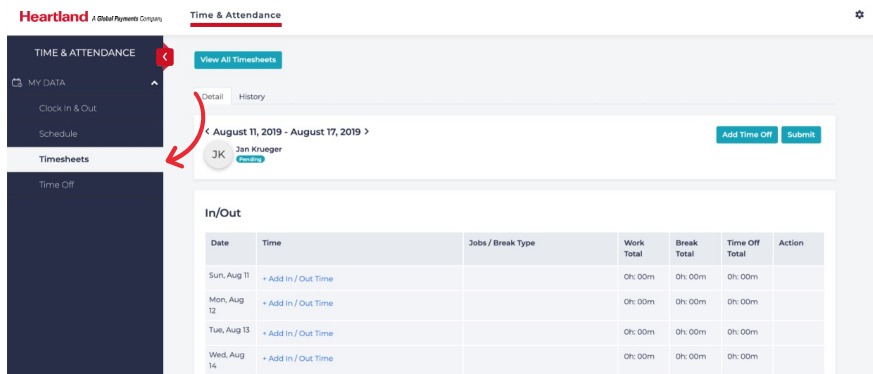 Heartland A Global Payments Company
Time & Attendance
TIME & ATTENDANCE
MY DATA
Clock In & Out
Schedule
Timesheets
Time Off
View All Timesheets
Detail History
< August 11, 2019 - August 17, 2019 >
JK
Jan Krueger
Pending
Add Time Off Submit
In/Out
Date Time Jobs / Break Type Work Total Break Total Time Off Total Action
Sun, Aug 11 + Add In / Out Time 0h: 00m 0h: 00m 0h: 00m
Mon, Aug 12 + Add In / Out Time 0h: 00m 0h: 00m 0h: 00m
Tue, Aug 13 + Add In / Out Time 0h: 00m 0h: 00m 0h: 00m
Wed, Aug 14 + Add In / Out Time 0h: 00m 0h: 00m 0h: 00m